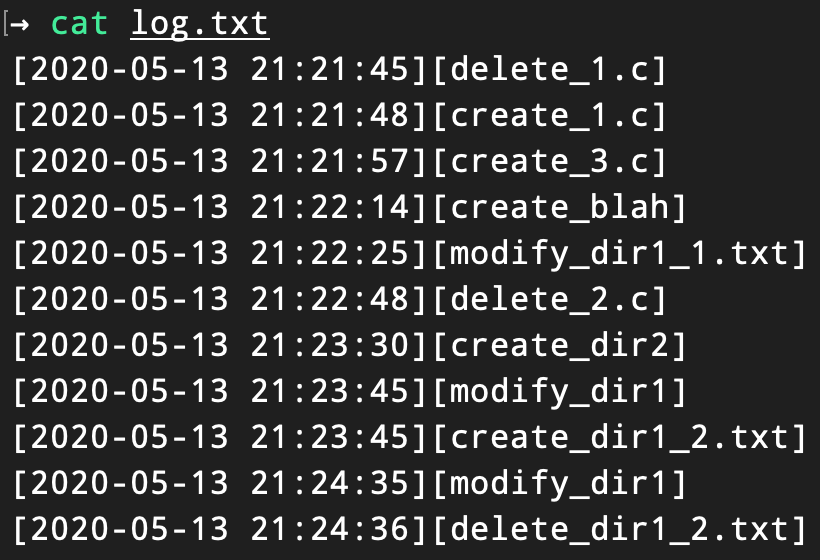 → cat log.txt
[2020-05-13 21:21:45][delete_1.c]
[2020-05-13 21:21:48][create_1.c]
[2020-05-13 21:21:57][create_3.c]
[2020-05-13 21:22:14][create_blah]
[2020-05-13 21:22:25][modify_dir1_1.txt]
[2020-05-13 21:22:48][delete_2.c]
[2020-05-13 21:23:30][create_dir2]
[2020-05-13 21:23:45][modify_dir1]
[2020-05-13 21:23:45][create_dir1_2.txt]
[2020-05-13 21:24:35][modify_dir1]
[2020-05-13 21:24:36][delete_dir1_2.txt]